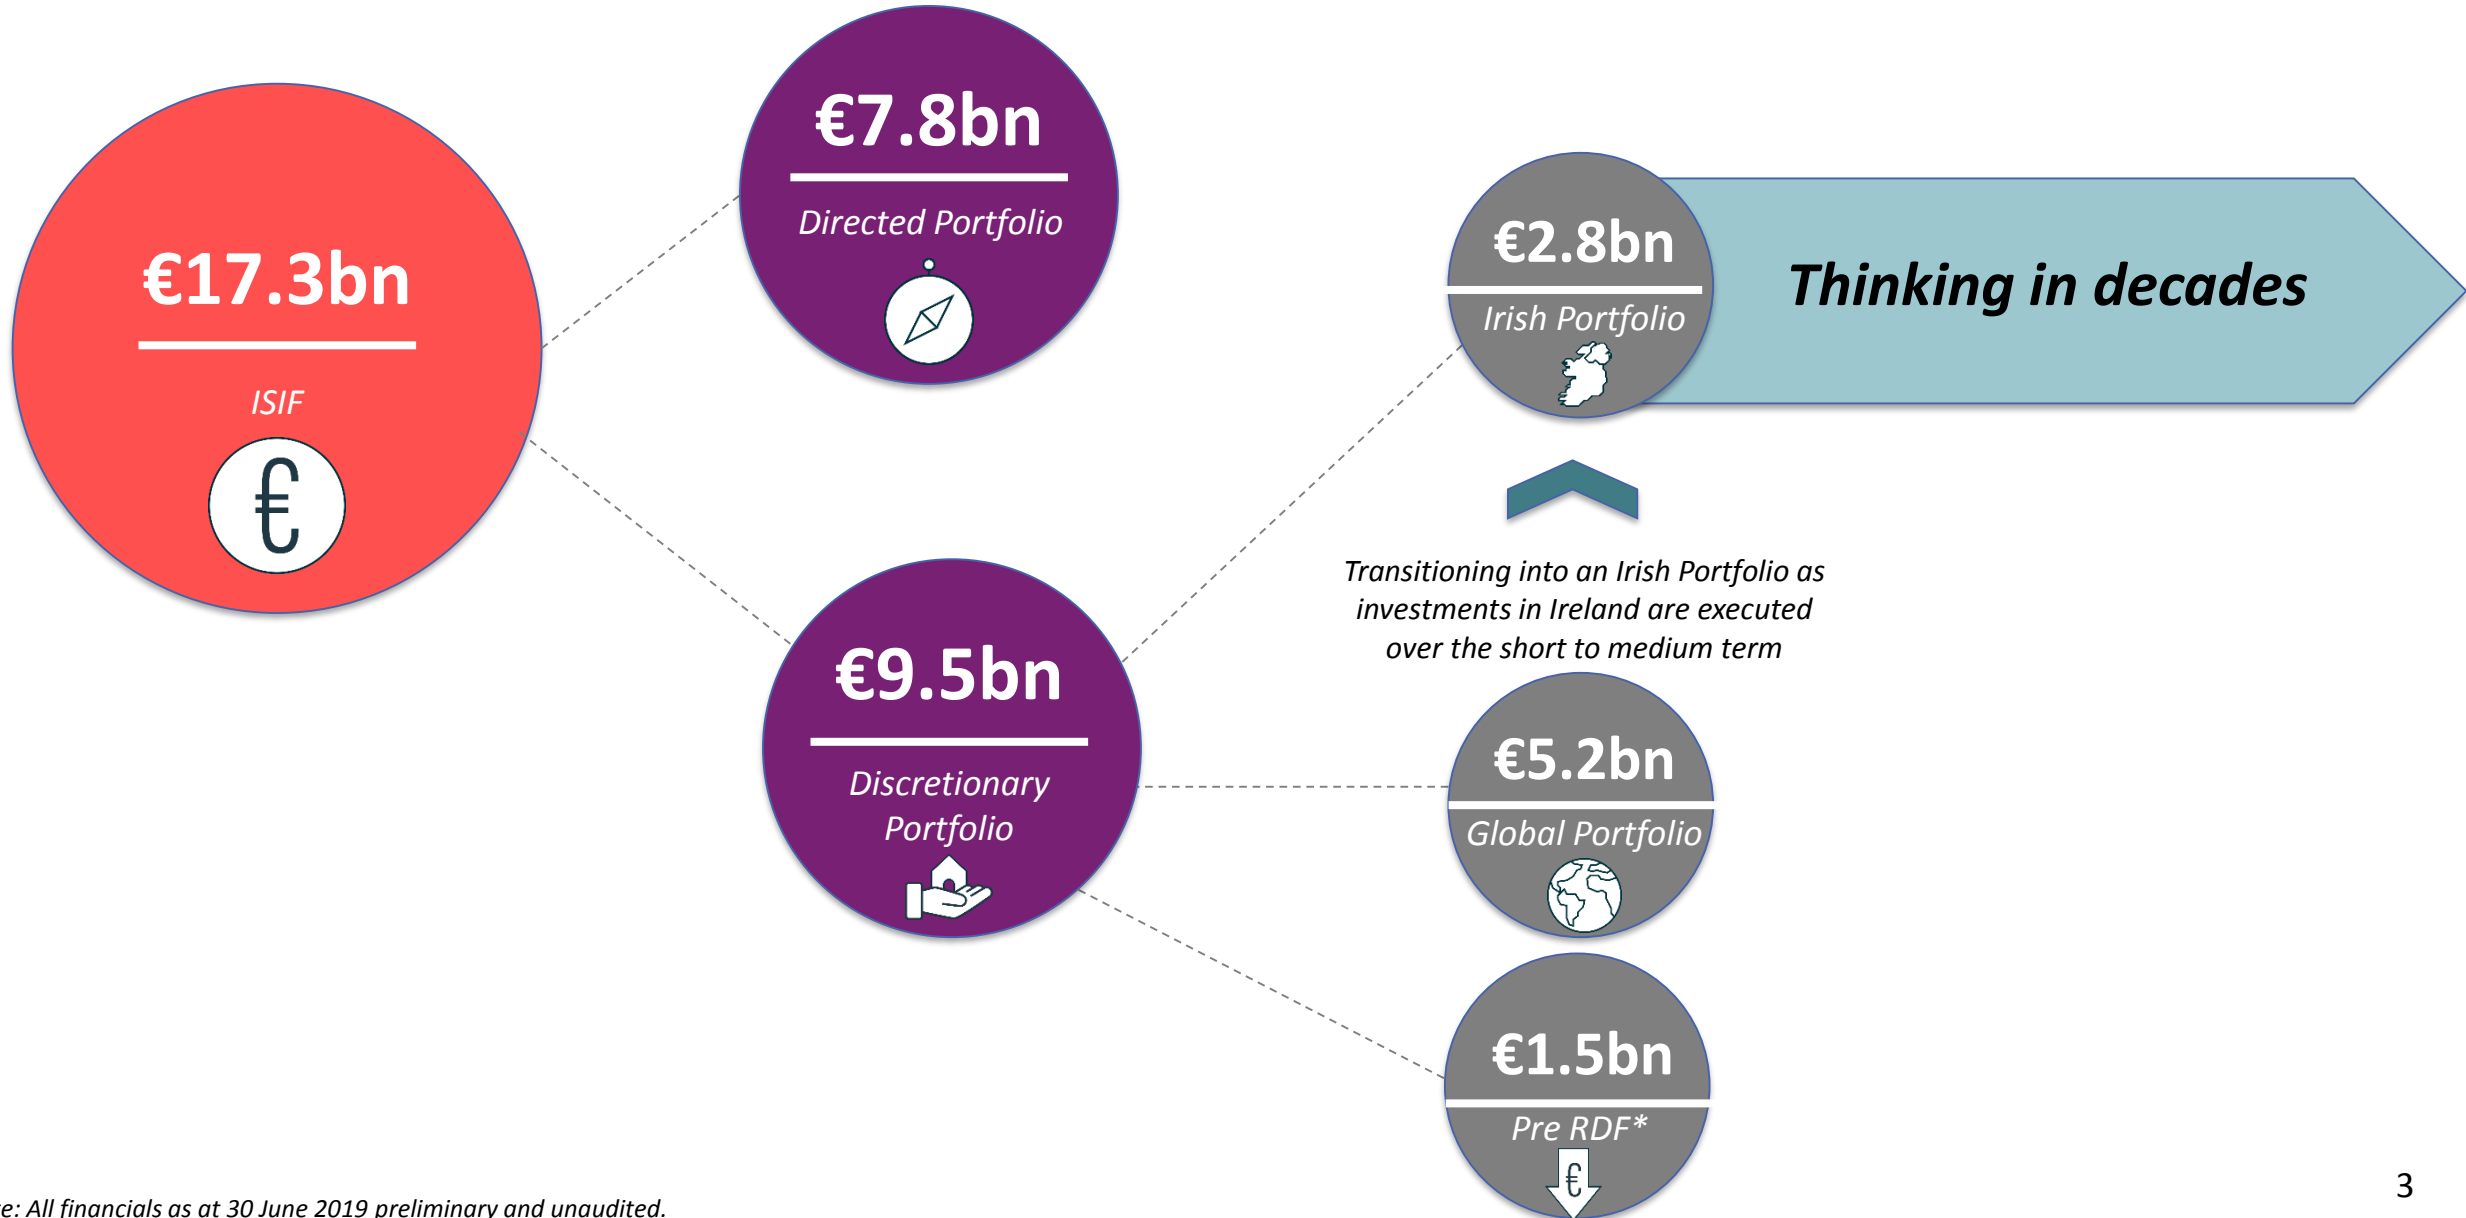 €17.3bn
ISIF
€
€7.8bn
Directed Portfolio
€9.5bn
Discretionary
Portfolio
€2.8bn
Irish Portfolio
Thinking in decades
Transitioning into an Irish Portfolio as
investments in Ireland are executed
over the short to medium term
€5.2bn
Global Portfolio
€1.5bn
Pre RDF*
€
All financials as at 30 June 2019 preliminary and unaudited.
3